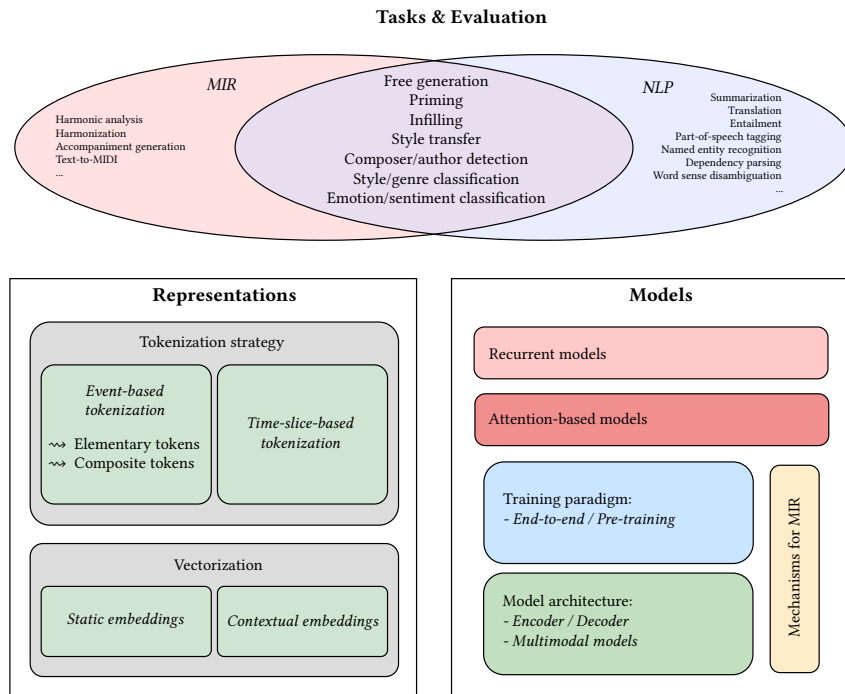 Tasks & Evaluation
MIR
Harmonic analysis
Harmonization
Accompaniment generation
Text-to-MIDI
...
Free generation
Priming
Infilling
Style transfer
Composer/author detection
Style/genre classification
Emotion/sentiment classification
NLP
Summarization
Translation
Entailment
Part-of-speech tagging
Named entity recognition
Dependency parsing
Word sense disambiguation
...
Representations
Tokenization strategy
Event-based
tokenization
⇝ Elementary tokens
⇝ Composite tokens
Time-slice-based
tokenization
Vectorization
Static embeddings
Contextual embeddings
Models
Recurrent models
Attention-based models
Training paradigm:
- End-to-end / Pre-training
Model architecture:
- Encoder / Decoder
- Multimodal models
Mechanisms for MIR